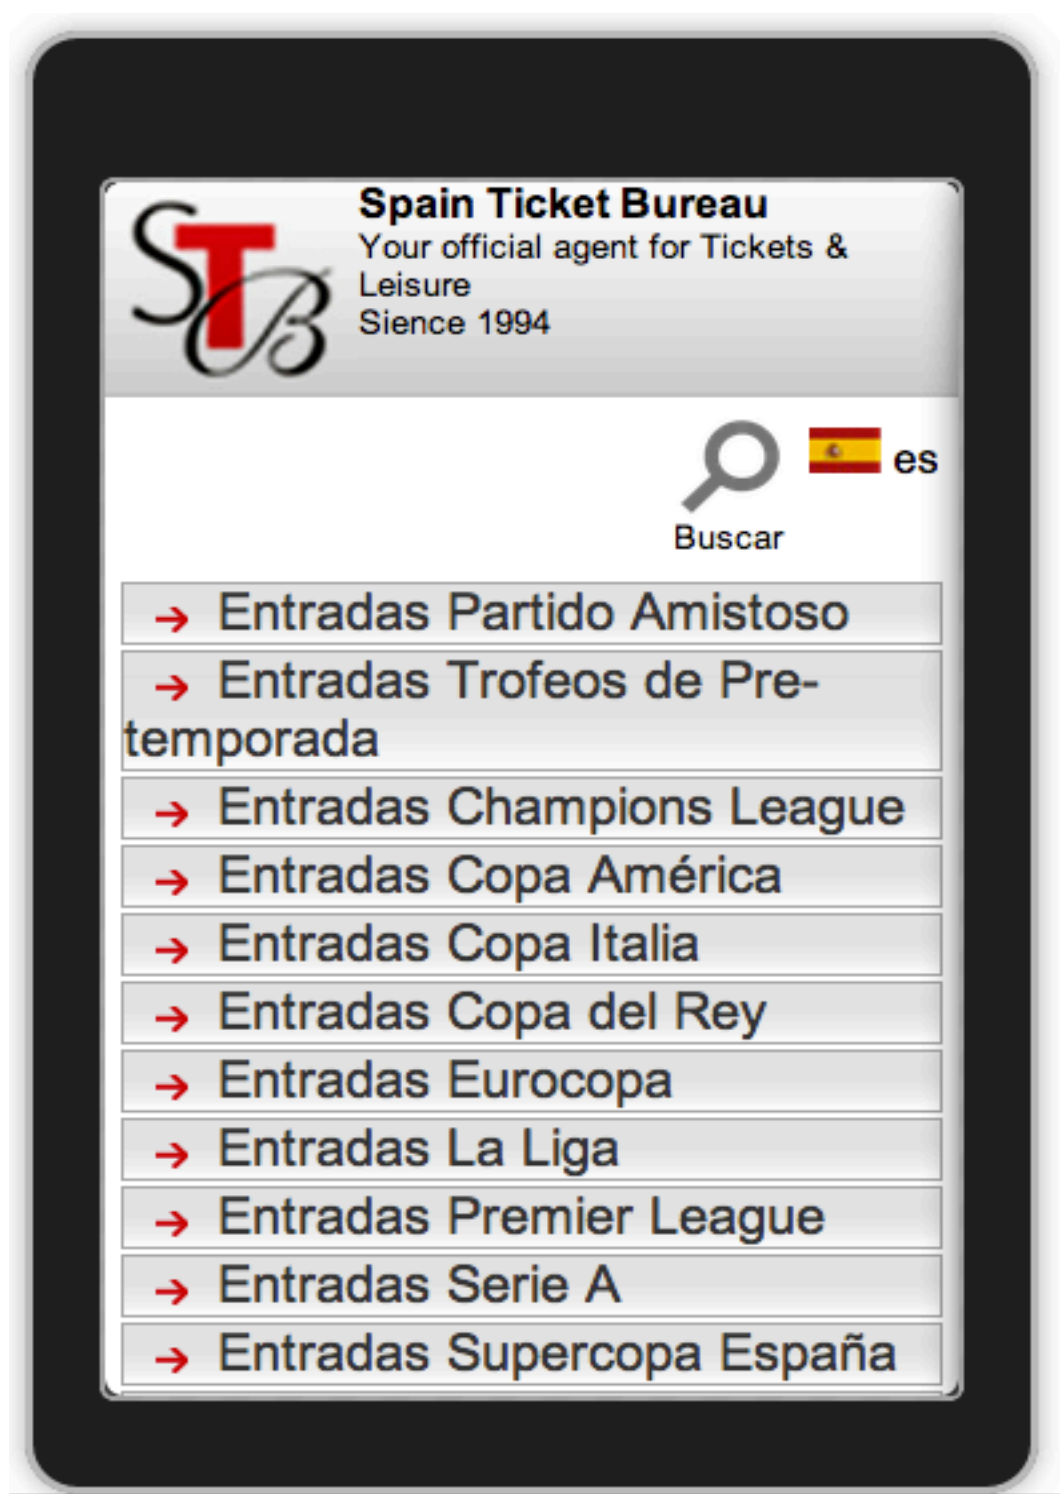 STB
Spain Ticket Bureau
Your official agent for Tickets &
Leisure
Sience 1994
es
Buscar
Entradas Partido Amistoso
Entradas Trofeos de Pre-
temporada
Entradas Champions League
Entradas Copa América
Entradas Copa Italia
Entradas Copa del Rey
Entradas Eurocopa
Entradas La Liga
Entradas Premier League
Entradas Serie A
Entradas Supercopa España